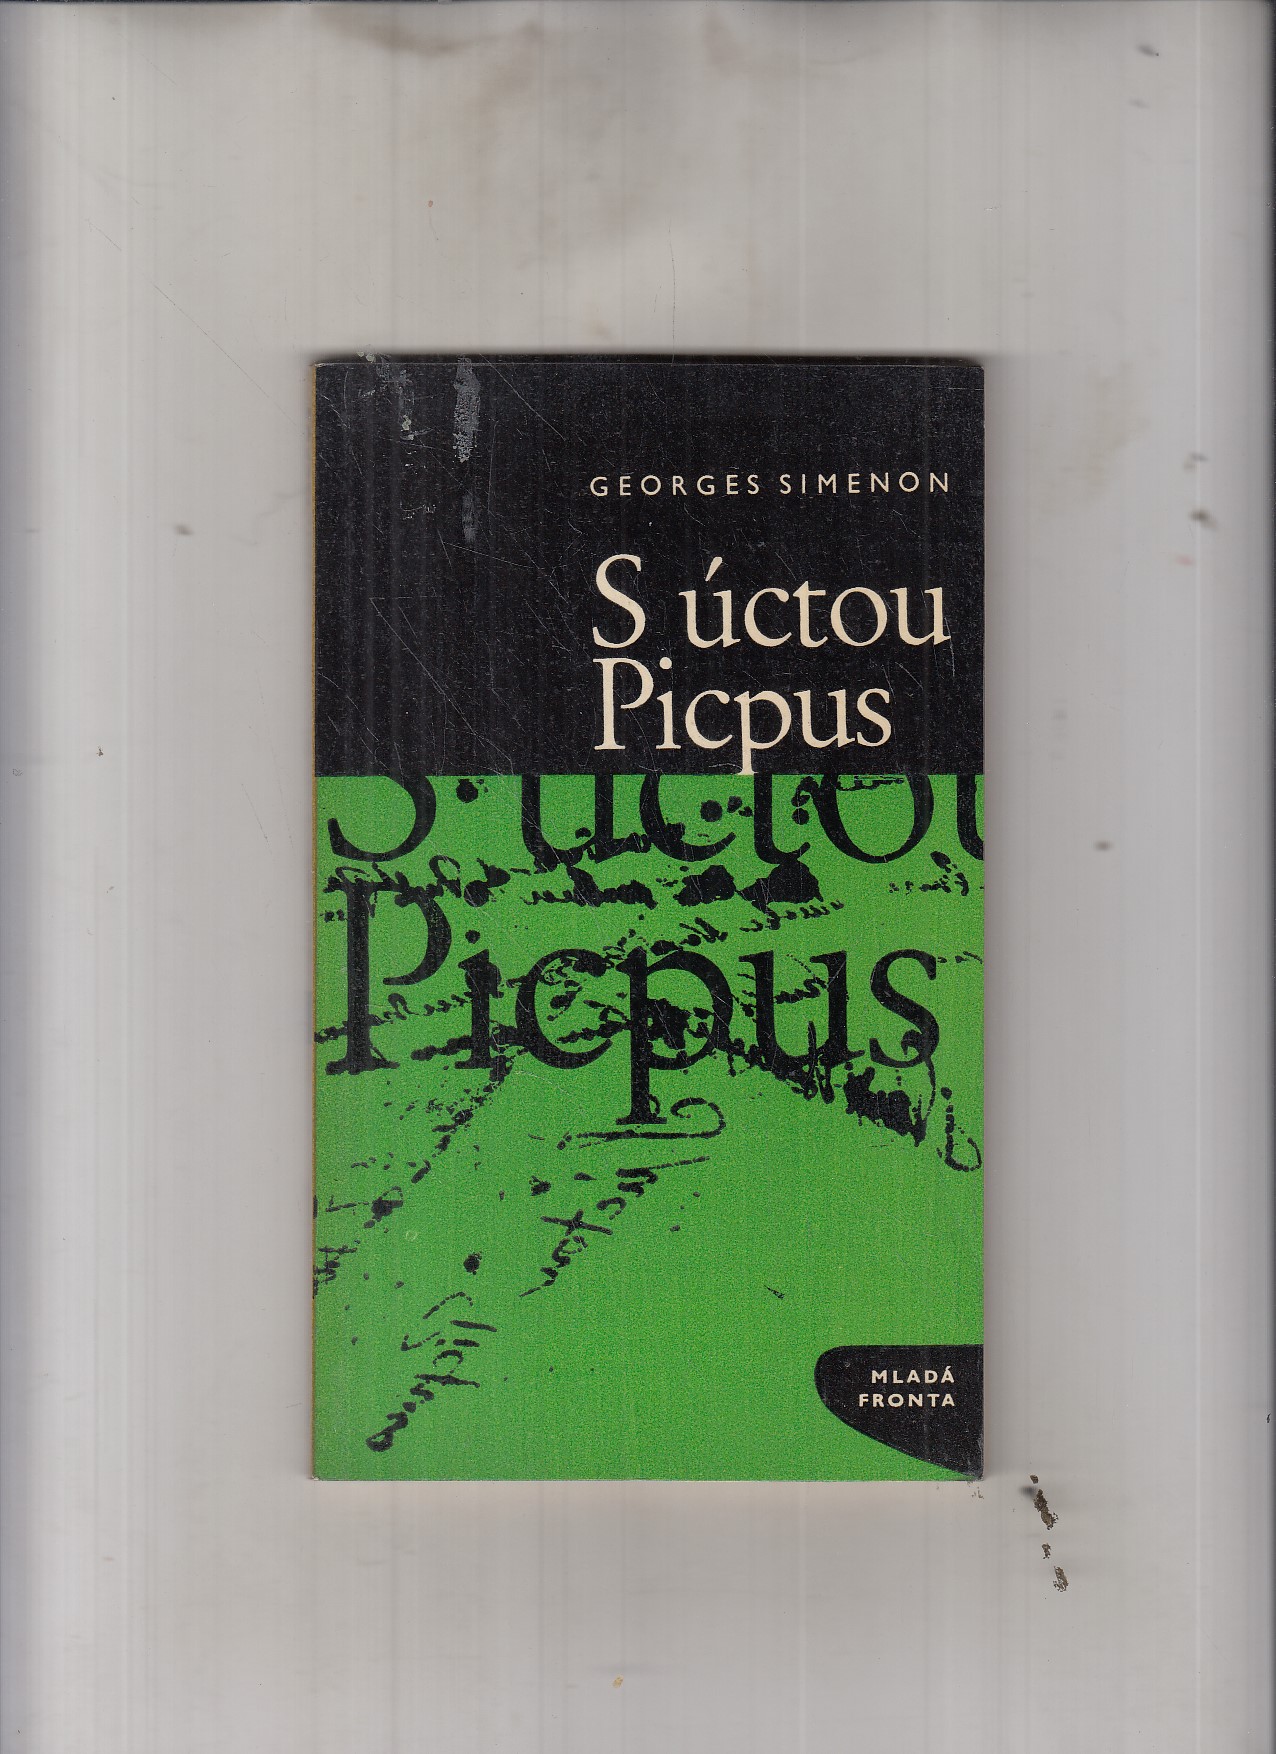 GEORGES SIMENON
S úctou
Picpus
S úctou
Picpus
MLADÁ
FRONTA